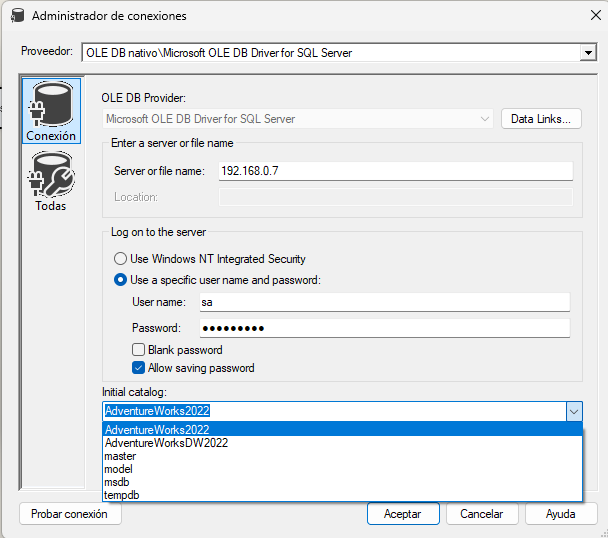 Administrador de conexiones
Proveedor: OLE DB nativo\Microsoft OLE DB Driver for SQL Server
Conexión
Todas
OLE DB Provider:
Microsoft OLE DB Driver for SQL Server
Data Links...
Enter a server or file name
Server or file name: 192.168.0.7
Location:
Log on to the server
Use Windows NT Integrated Security
Use a specific user name and password:
User name: sa
Password: •••••••••
Blank password
Allow saving password
Initial catalog:
AdventureWorks2022
AdventureWorks2022
AdventureWorksDW2022
master
model
msdb
tempdb
Probar conexión
Aceptar
Cancelar
Ayuda